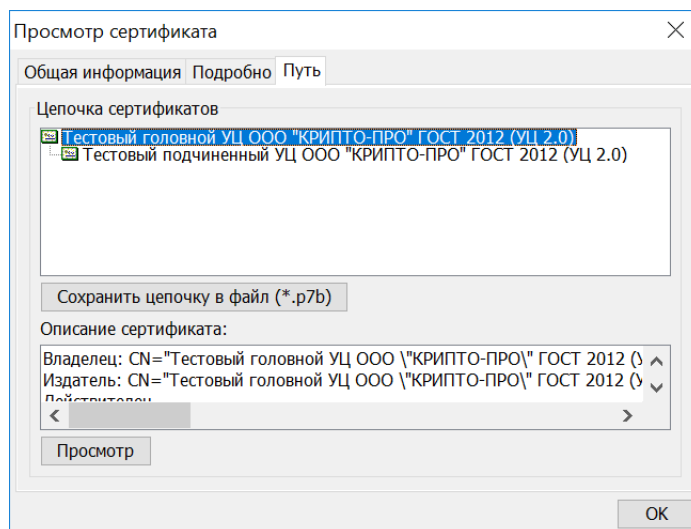 Просмотр сертификата
Общая информация Подробно Путь
Цепочка сертификатов
Тестовый головной УЦ ООО "КРИПТО-ПРО" ГОСТ 2012 (УЦ 2.0)
Тестовый подчиненный УЦ ООО "КРИПТО-ПРО" ГОСТ 2012 (УЦ 2.0)
Сохранить цепочку в файл (*.p7b)
Описание сертификата:
Владелец: CN="Тестовый головной УЦ ООО \"КРИПТО-ПРО\" ГОСТ 2012 (У
Издатель: CN="Тестовый головной УЦ ООО \"КРИПТО-ПРО\" ГОСТ 2012 (У
Просмотр
OK